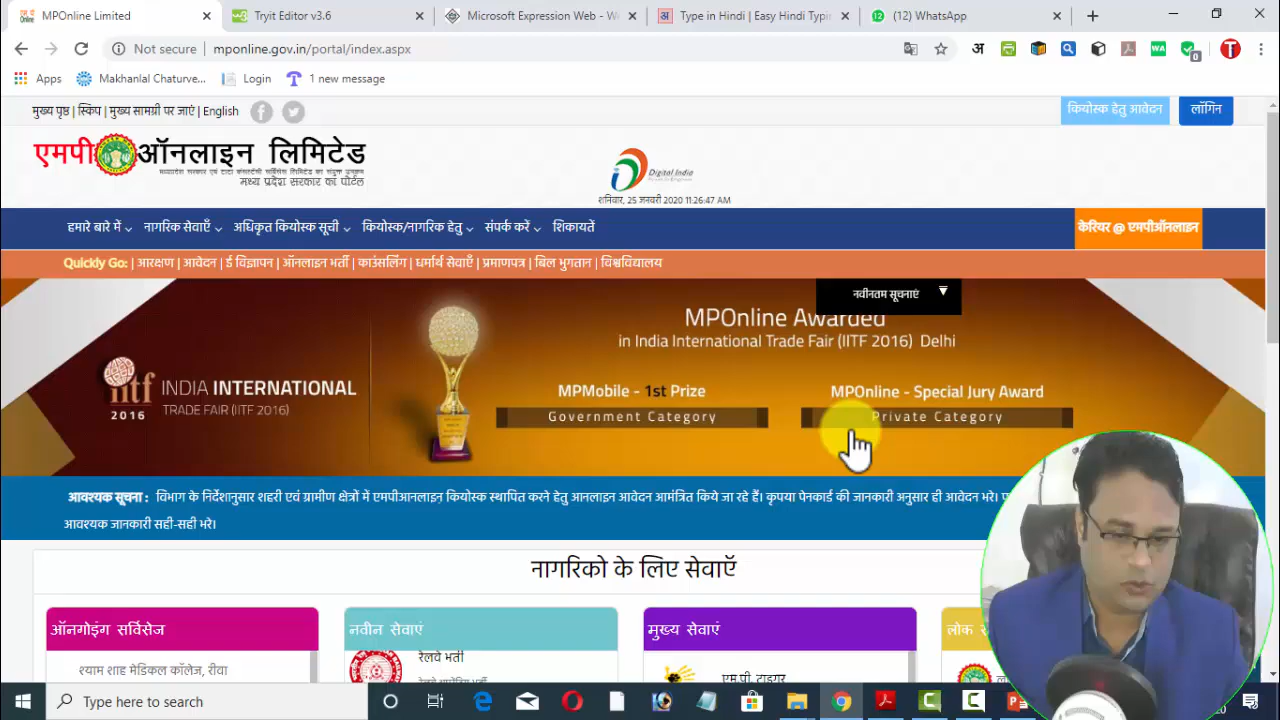 MPOnline Limited
Tryit Editor v3.6
Microsoft Expression Web - W
Type in Hindi | Easy Hindi Typin
(12) WhatsApp
Not secure | mponline.gov.in/portal/index.aspx
Apps
Makhanlal Chaturve...
Login
1 new message
मुख्य पृष्ठ | स्किप | मुख्य सामग्री पर जाएं | English
कियोस्क हेतु आवेदन
लॉगिन
एमपी ऑनलाइन लिमिटेड
मध्य प्रदेश सरकार का पोर्टल
Digital India
शनिवार, 25 जनवरी 2020 11:26:47 AM
हमारे बारे में
नागरिक सेवाएँ
अधिकृत कियोस्क सूची
कियोस्क/नागरिक हेतु
संपर्क करें
शिकायतें
केरियर @ एमपीऑनलाइन
Quickly Go: | आरक्षण | आवेदन | ई विज्ञापन | ऑनलाइन भर्ती | काउंसलिंग | धर्मार्थ सेवाएँ | प्रमाणपत्र | बिल भुगतान | विश्वविद्यालय
नवीनतम सूचनाएं
MPOnline Awarded
in India International Trade Fair (IITF 2016) Delhi
iitf
2016
INDIA INTERNATIONAL
TRADE FAIR (IITF 2016)
MPMobile - 1st Prize
Government Category
MPOnline - Special Jury Award
Private Category
आवश्यक सूचना : विभाग के निर्देशानुसार शहरी एवं ग्रामीण क्षेत्रों में एमपीआनलाइन कियोस्क स्थापित करने हेतु आनलाइन आवेदन आमंत्रित किये जा रहे हैं। कृपया पेनकार्ड की जानकारी अनुसार ही आवेदन भरे।
आवश्यक जानकारी सही-सही भरे।
नागरिको के लिए सेवाएँ
ऑनगोइंग सर्विसेज
नवीन सेवाएं
मुख्य सेवाएं
लोक
श्याम शाह मेडिकल कॉलेज, रीवा
रेलवे भर्ती
एम.पी. टाइगर
Type here to search